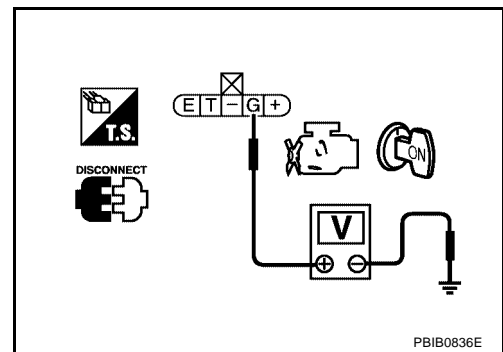 E T − G +
T.S.
DISCONNECT
ON
V
+ −
PBIB0836E